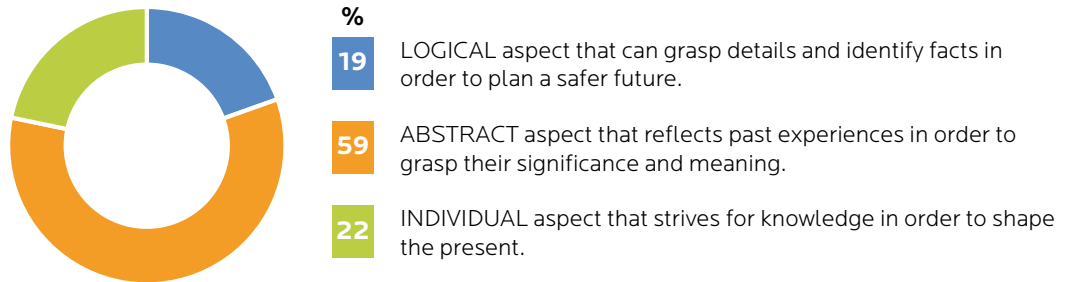 %
19
LOGICAL aspect that can grasp details and identify facts in
order to plan a safer future.
59
ABSTRACT aspect that reflects past experiences in order to
grasp their significance and meaning.
22
INDIVIDUAL aspect that strives for knowledge in order to shape
the present.